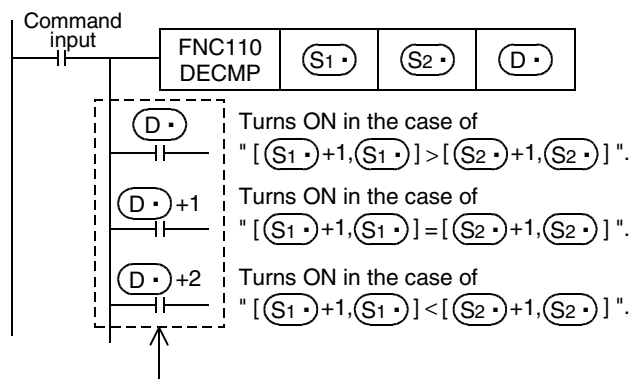 Command
input
FNC110
DECMP
S1・ S2・ D・
D・
Turns ON in the case of
" [ S1・+1, S1・ ] > [ S2・+1, S2・ ] ".
D・+1
Turns ON in the case of
" [ S1・+1, S1・ ] = [ S2・+1, S2・ ] ".
D・+2
Turns ON in the case of
" [ S1・+1, S1・ ] < [ S2・+1, S2・ ] ".